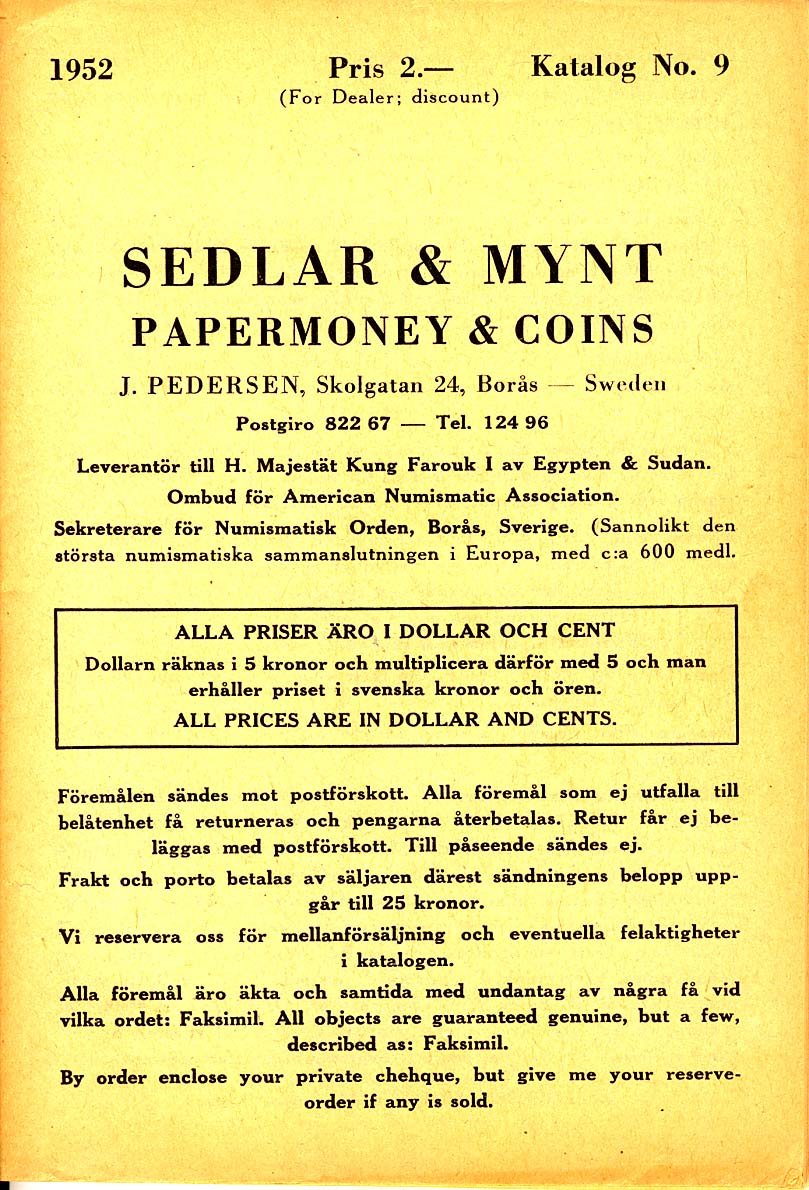 1952 Pris 2.— Katalog No. 9
(For Dealer; discount)
SEDLAR & MYNT
PAPERMONEY & COINS
J. PEDERSEN, Skolgatan 24, Borås — Sweden
Postgiro 822 67 — Tel. 124 96
Leverantör till H. Majestät Kung Farouk I av Egypten & Sudan.
Ombud för American Numismatic Association.
Sekreterare för Numismatisk Orden, Borås, Sverige. (Sannolikt den
största numismatiska sammanslutningen i Europa, med c:a 600 medl.
ALLA PRISER ÄRO I DOLLAR OCH CENT
Dollarn räknas i 5 kronor och multiplicera därför med 5 och man
erhåller priset i svenska kronor och ören.
ALL PRICES ARE IN DOLLAR AND CENTS.
Föremålen sändes mot postförskott. Alla föremål som ej utfalla till
belåtenhet få returneras och pengarna återbetalas. Retur får ej be-
läggas med postförskott. Till påseende sändes ej.
Frakt och porto betalas av säljaren därest sändningens belopp upp-
går till 25 kronor.
Vi reservera oss för mellanförsäljning och eventuella felaktigheter
i katalogen.
Alla föremål äro äkta och samtida med undantag av några få vid
vilka ordet: Faksimil. All objects are guaranteed genuine, but a few,
described as: Faksimil.
By order enclose your private chehque, but give me your reserve-
order if any is sold.